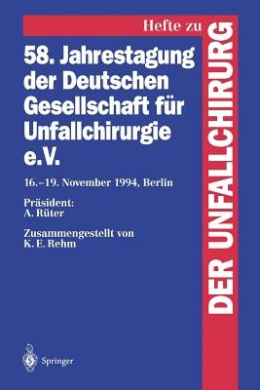 Hefte zu
DER UNFALLCHIRURG
58. Jahrestagung
der Deutschen
Gesellschaft für
Unfallchirurgie
e.V.
16.–19. November 1994, Berlin
Präsident:
A. Rüter
Zusammengestellt von
K. E. Rehm
Springer